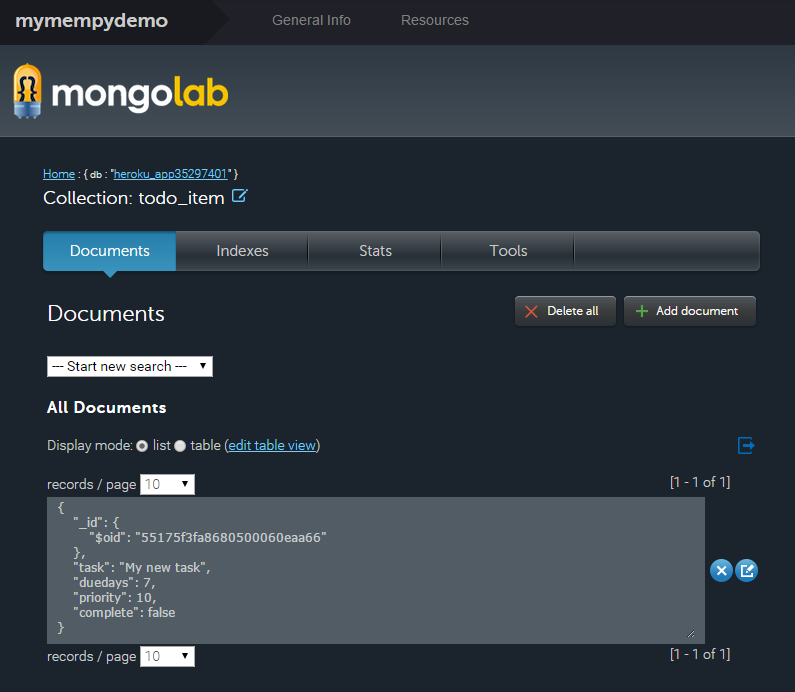 mymempydemo General Info Resources
mongolab
Home : { db : "heroku_app35297401" }
Collection: todo_item
Documents Indexes Stats Tools
Documents Delete all Add document
--- Start new search ---
All Documents
Display mode: list table (edit table view)
records / page 10 [1 - 1 of 1]
{
"_id": {
"$oid": "55175f3fa8680500060eaa66"
},
"task": "My new task",
"duedays": 7,
"priority": 10,
"complete": false
}
records / page 10 [1 - 1 of 1]